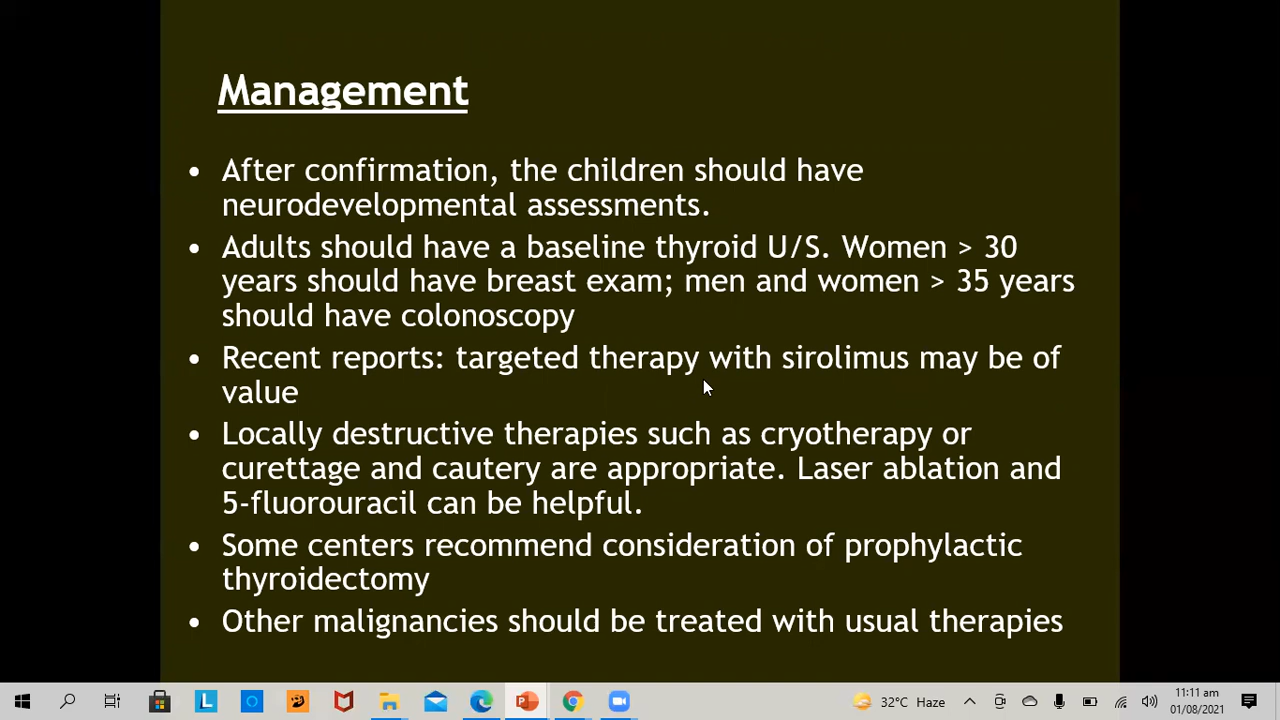 Management
• After confirmation, the children should have
neurodevelopmental assessments.
• Adults should have a baseline thyroid U/S. Women > 30
years should have breast exam; men and women > 35 years
should have colonoscopy
• Recent reports: targeted therapy with sirolimus may be of
value
• Locally destructive therapies such as cryotherapy or
curettage and cautery are appropriate. Laser ablation and
5-fluorouracil can be helpful.
• Some centers recommend consideration of prophylactic
thyroidectomy
• Other malignancies should be treated with usual therapies
L
P
32°C Haze
11:11 am
01/08/2021